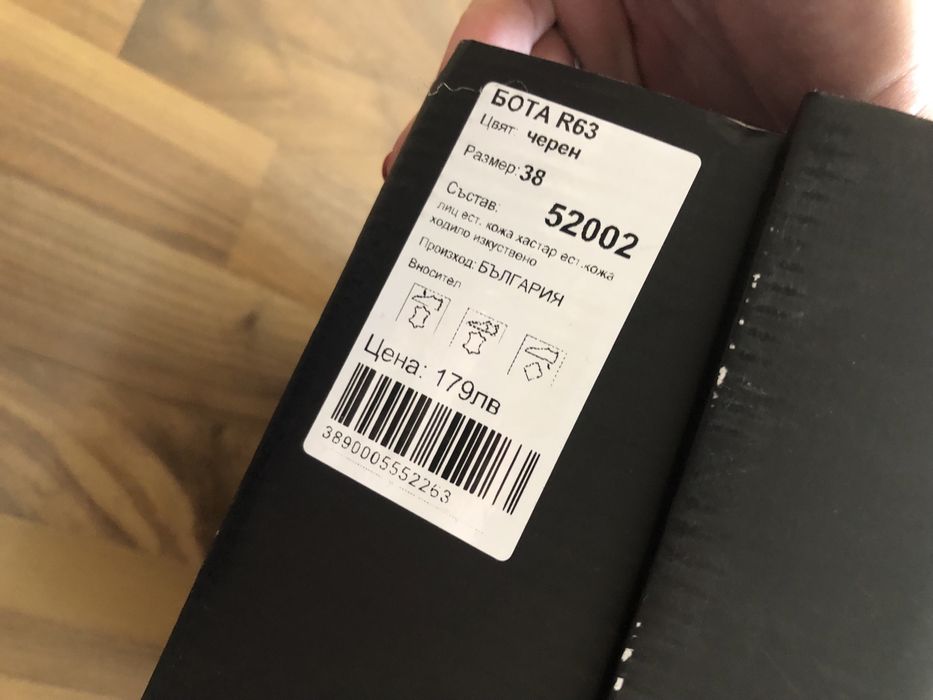 БОТА R63
Цвят: черен
Размер:38
Състав:
52002
лиц ест. кожа хастар ест.кожа
ходило изкуствено
Произход: БЪЛГАРИЯ
Вносител
Цена: 179лв
3890005552263